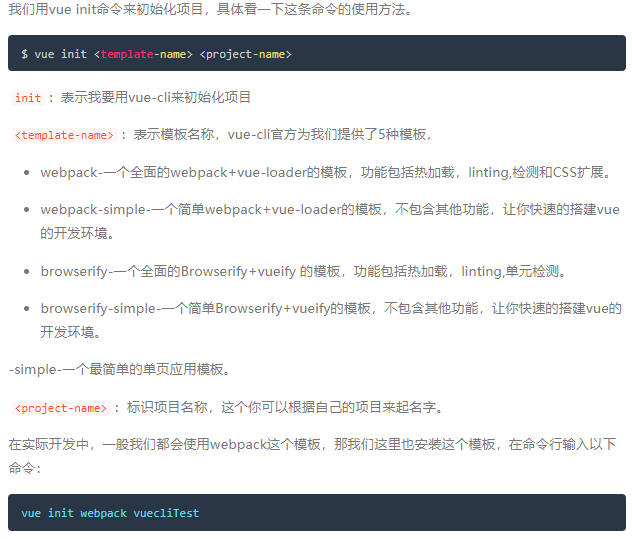 我们用vue init命令来初始化项目，具体看一下这条命令的使用方法。
$ vue init <template-name> <project-name>
init ：表示我要用vue-cli来初始化项目
<template-name> ：表示模板名称，vue-cli官方为我们提供了5种模板，
webpack-一个全面的webpack+vue-loader的模板，功能包括热加载，linting,检测和CSS扩展。
webpack-simple-一个简单webpack+vue-loader的模板，不包含其他功能，让你快速的搭建vue
的开发环境。
browserify-一个全面的Browserify+vueify 的模板，功能包括热加载，linting,单元检测。
browserify-simple-一个简单Browserify+vueify的模板，不包含其他功能，让你快速的搭建vue的
开发环境。
-simple-一个最简单的单页应用模板。
<project-name> ：标识项目名称，这个你可以根据自己的项目来起名字。
在实际开发中，一般我们都会使用webpack这个模板，那我们这里也安装这个模板，在命令行输入以下
命令：
vue init webpack vuecliTest